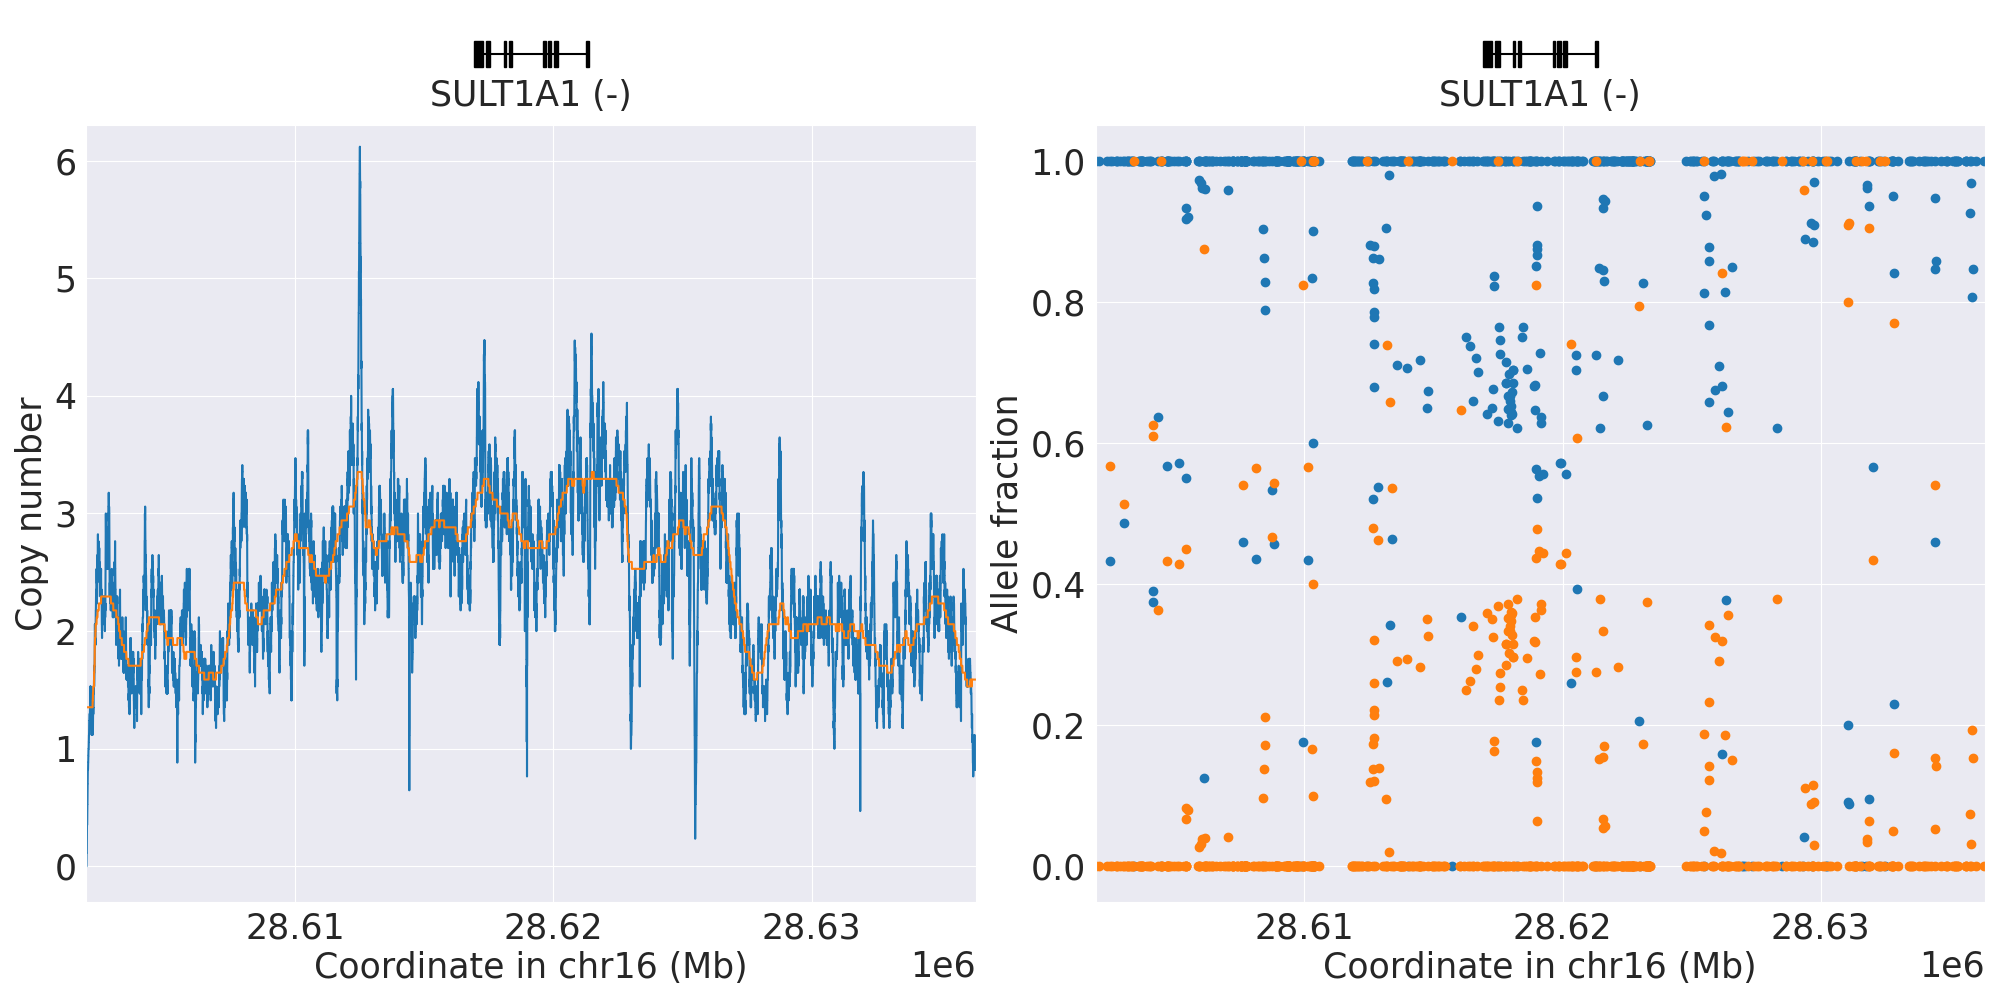 SULT1A1 (-)
Copy number
6
5
4
3
2
1
0
28.61
28.62
28.63
Coordinate in chr16 (Mb)
1e6
SULT1A1 (-)
Allele fraction
1.0
0.8
0.6
0.4
0.2
0.0
28.61
28.62
28.63
Coordinate in chr16 (Mb)
1e6